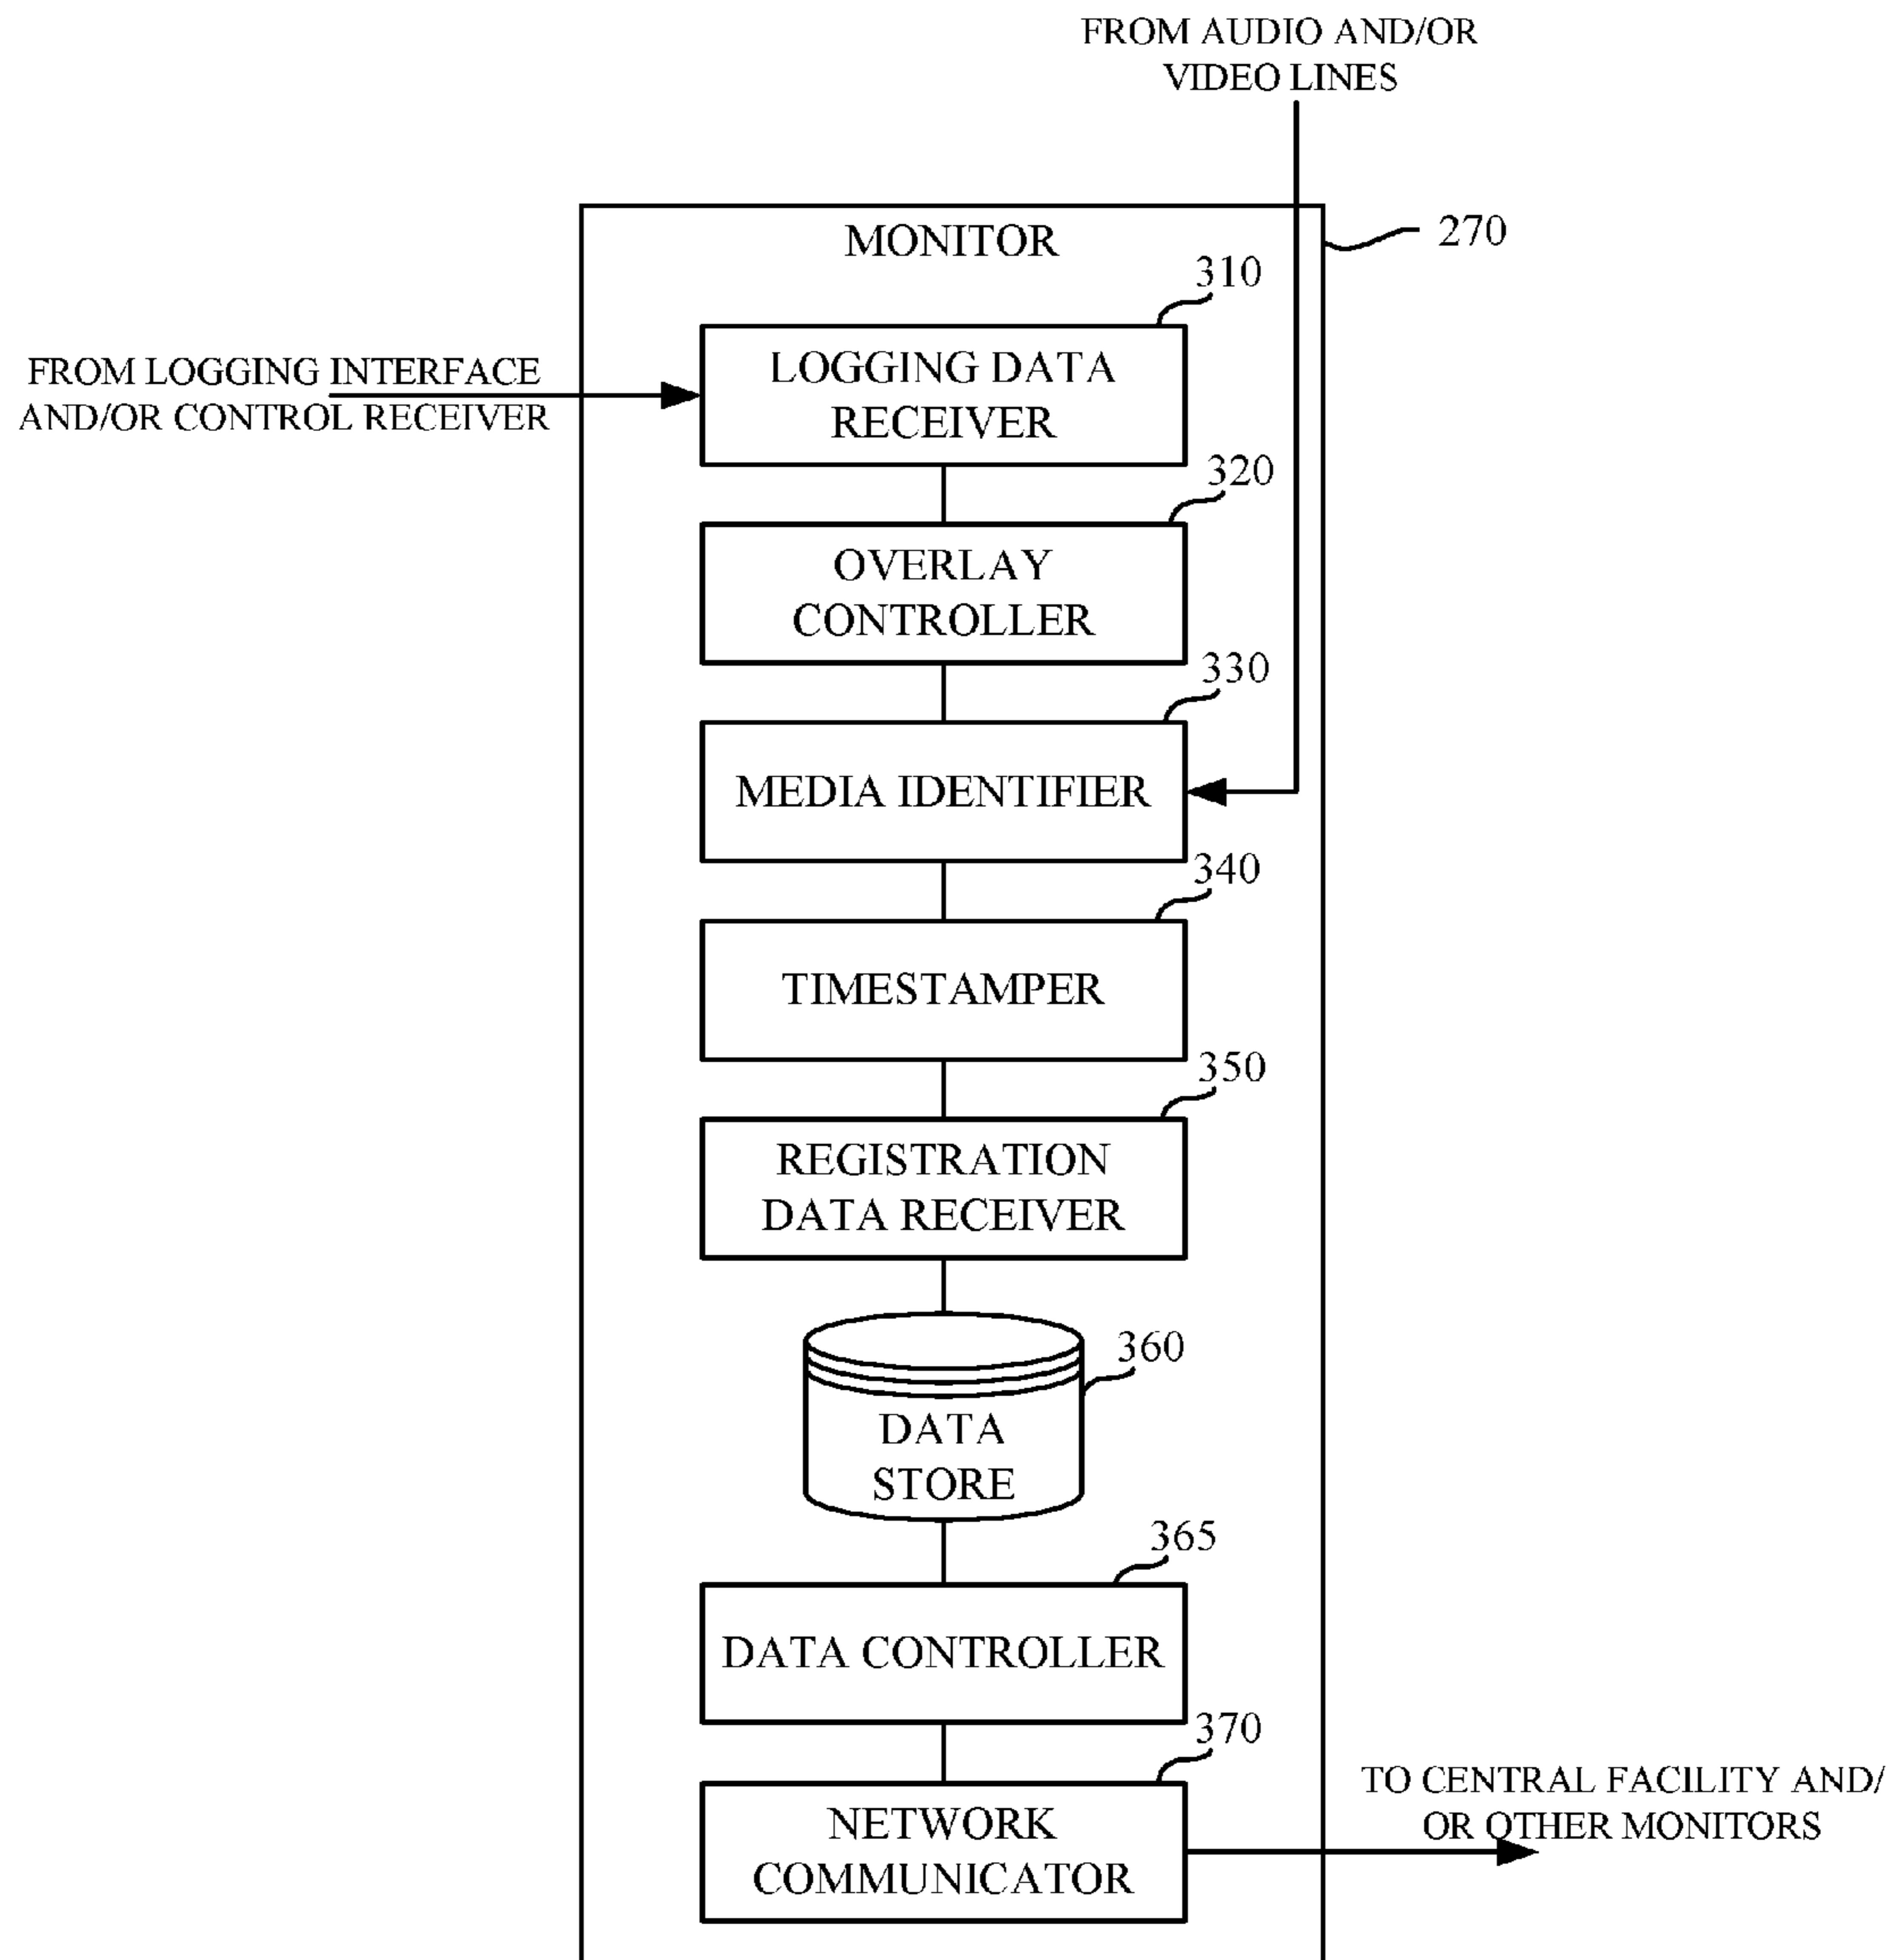 FROM AUDIO AND/OR
VIDEO LINES
MONITOR
270
310
FROM LOGGING INTERFACE
AND/OR CONTROL RECEIVER
LOGGING DATA
RECEIVER
320
OVERLAY
CONTROLLER
330
MEDIA IDENTIFIER
340
TIMESTAMPER
350
REGISTRATION
DATA RECEIVER
360
DATA
STORE
365
DATA CONTROLLER
370
NETWORK
COMMUNICATOR
TO CENTRAL FACILITY AND/
OR OTHER MONITORS